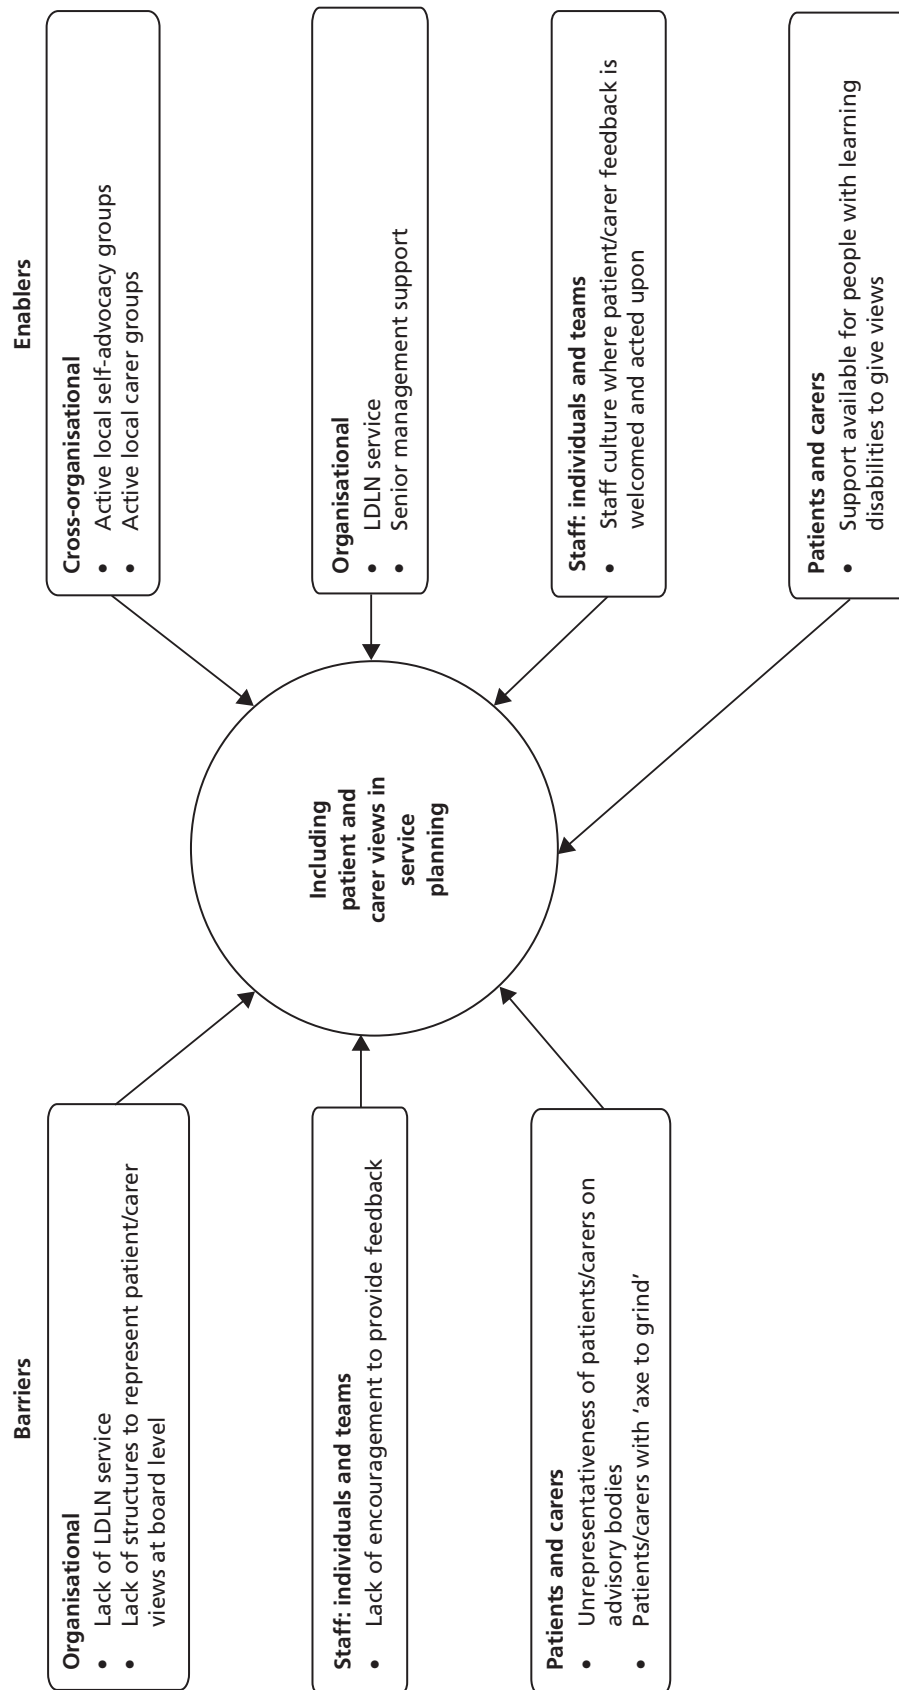 Barriers
Organisational
• Lack of LDLN service
• Lack of structures to represent patient/carer
views at board level
Staff: individuals and teams
• Lack of encouragement to provide feedback
Patients and carers
• Unrepresentativeness of patients/carers on
advisory bodies
• Patients/carers with ‘axe to grind’
Including
patient and
carer views in
service
planning
Enablers
Cross-organisational
• Active local self-advocacy groups
• Active local carer groups
Organisational
• LDLN service
• Senior management support
Staff: individuals and teams
• Staff culture where patient/carer feedback is
welcomed and acted upon
Patients and carers
• Support available for people with learning
disabilities to give views